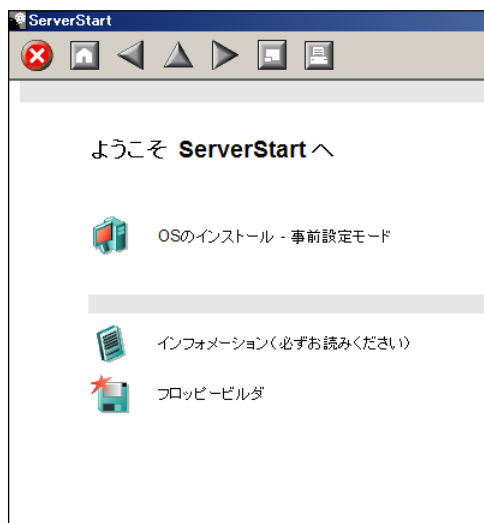 ServerStart
ようこそ ServerStart へ
OSのインストール - 事前設定モード
インフォメーション(必ずお読みください)
フロッピービルダ